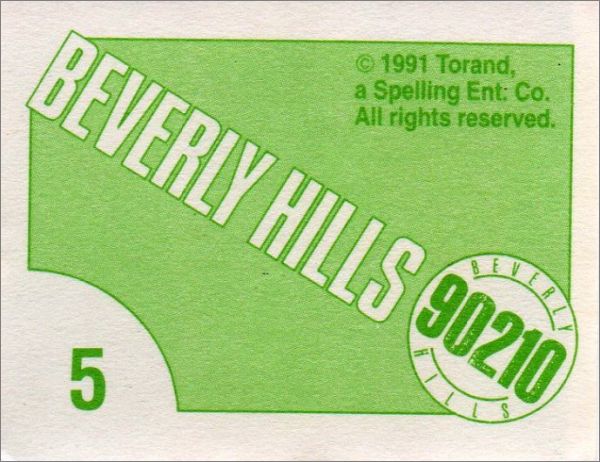 BEVERLY HILLS
© 1991 Torand,
a Spelling Ent. Co.
All rights reserved.
BEVERLY
90210
HILLS
5